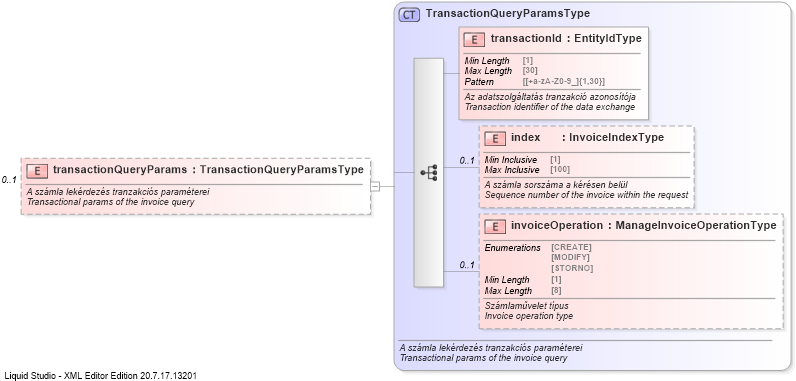 CT TransactionQueryParamsType
E transactionId : EntityIdType
Min Length [1]
Max Length [30]
Pattern [[+a-zA-Z0-9_]{1,30}]
Az adatszolgáltatás tranzakció azonosítója
Transaction identifier of the data exchange
0..1
E index : InvoiceIndexType
Min Inclusive [1]
Max Inclusive [100]
A számla sorszáma a kérésen belül
Sequence number of the invoice within the request
0..1
E transactionQueryParams : TransactionQueryParamsType
A számla lekérdezés tranzakciós paraméterei
Transactional params of the invoice query
0..1
E invoiceOperation : ManageInvoiceOperationType
Enumerations [CREATE]
[MODIFY]
[STORNO]
Min Length [1]
Max Length [8]
Számlaművelet típus
Invoice operation type
A számla lekérdezés tranzakciós paraméterei
Transactional params of the invoice query
Liquid Studio - XML Editor Edition 20.7.17.13201